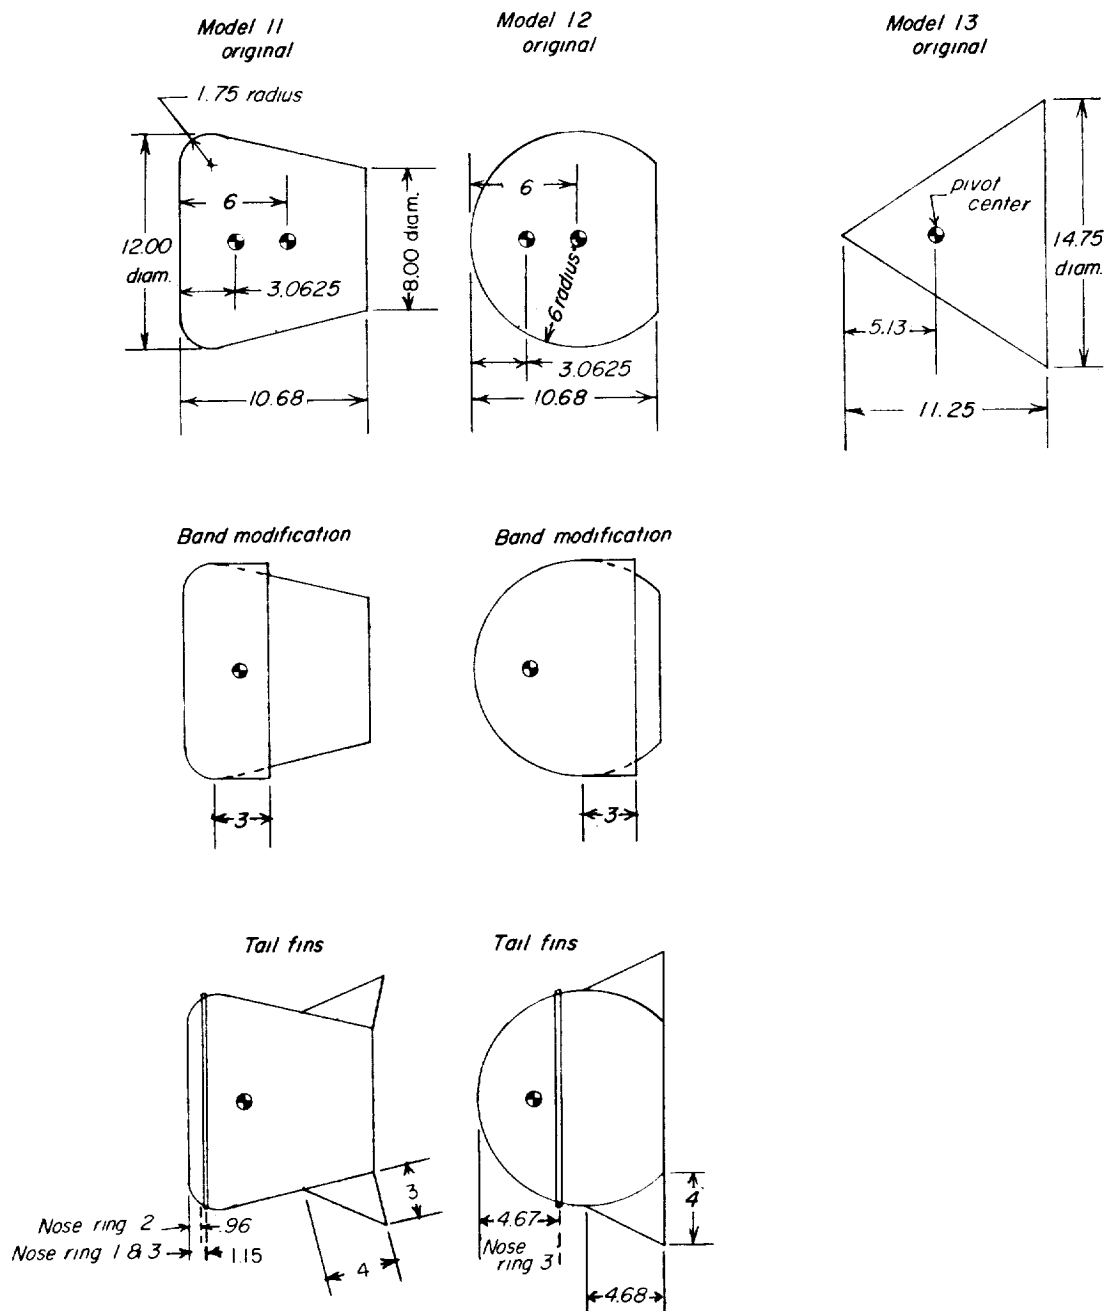 Model 11
original
Model 12
original
Model 13
original
1.75 radius
6
12.00
diam.
3.0625
8.00 diam.
10.68
6
6 radius
3.0625
10.68
pivot
center
14.75
diam.
5.13
11.25
Band modification
3
Band modification
3
Tail fins
Nose ring 2
.96
Nose ring 1 & 3
1.15
3
4
Tail fins
4.67
Nose
ring 3
4
4.68